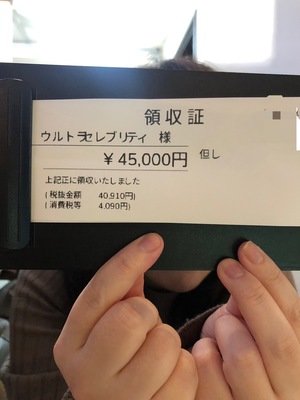 領収証
ウルトラセレブリティ 様
￥45,000円 但し
上記正に領収いたしました
(税抜金額 40,910円)
(消費税等 4,090円)